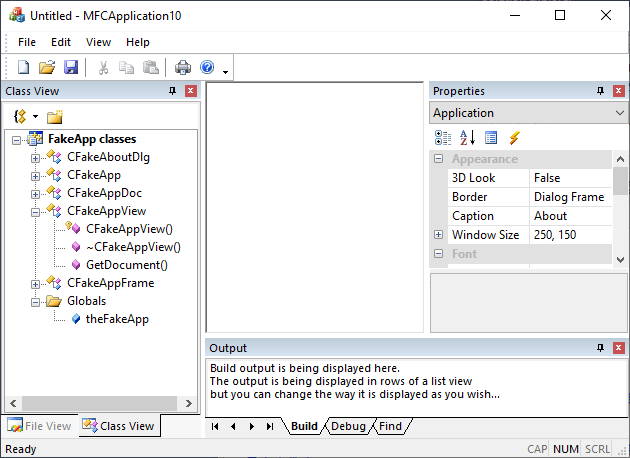 Untitled - MFCApplication10
File Edit View Help
Class View
FakeApp classes
CFakeAboutDlg
CFakeApp
CFakeAppDoc
CFakeAppView
CFakeAppView()
~CFakeAppView()
GetDocument()
CFakeAppFrame
Globals
theFakeApp
File View Class View
Properties
Application
Appearance
3D Look False
Border Dialog Frame
Caption About
Window Size 250, 150
Font
Output
Build output is being displayed here.
The output is being displayed in rows of a list view
but you can change the way it is displayed as you wish...
Build Debug Find
Ready
CAP NUM SCRL